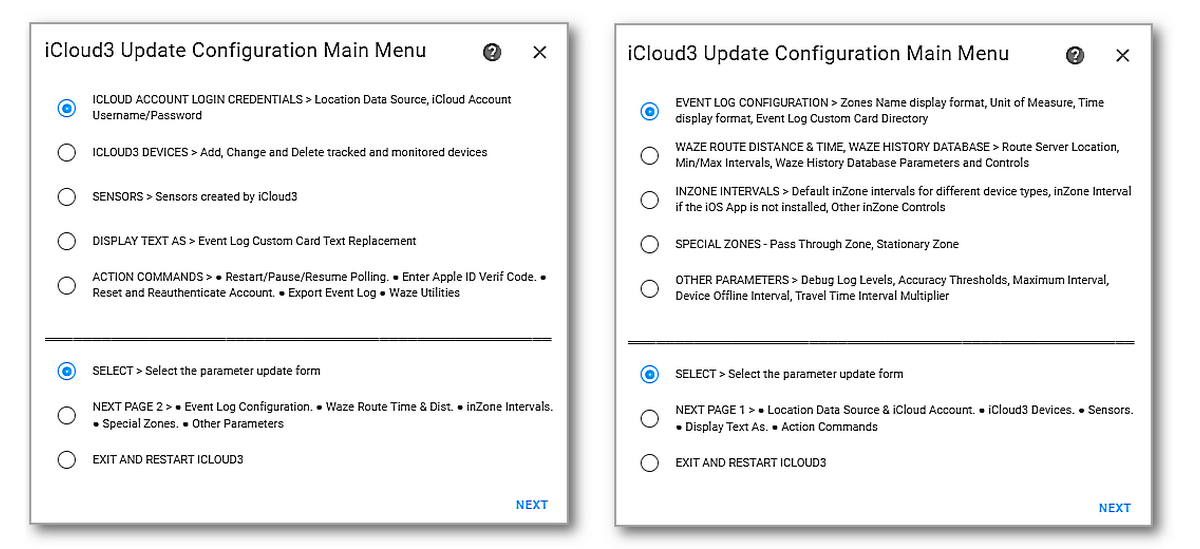 iCloud3 Update Configuration Main Menu
ICLOUD ACCOUNT LOGIN CREDENTIALS > Location Data Source, iCloud Account
Username/Password
ICLOUD3 DEVICES > Add, Change and Delete tracked and monitored devices
SENSORS > Sensors created by iCloud3
DISPLAY TEXT AS > Event Log Custom Card Text Replacement
ACTION COMMANDS > • Restart/Pause/Resume Polling. • Enter Apple ID Verif Code. •
Reset and Reauthenticate Account. • Export Event Log • Waze Utilities
SELECT > Select the parameter update form
NEXT PAGE 2 > • Event Log Configuration. • Waze Route Time & Dist. • inZone Intervals.
• Special Zones. • Other Parameters
EXIT AND RESTART ICLOUD3
NEXT
iCloud3 Update Configuration Main Menu
EVENT LOG CONFIGURATION > Zones Name display format, Unit of Measure, Time
display format, Event Log Custom Card Directory
WAZE ROUTE DISTANCE & TIME, WAZE HISTORY DATABASE > Route Server Location,
Min/Max Intervals, Waze History Database Parameters and Controls
INZONE INTERVALS > Default inZone intervals for different device types, inZone Interval
if the iOS App is not installed, Other inZone Controls
SPECIAL ZONES - Pass Through Zone, Stationary Zone
OTHER PARAMETERS > Debug Log Levels, Accuracy Thresholds, Maximum Interval,
Device Offline Interval, Travel Time Interval Multiplier
SELECT > Select the parameter update form
NEXT PAGE 1 > • Location Data Source & iCloud Account. • iCloud3 Devices. • Sensors.
• Display Text As. • Action Commands
EXIT AND RESTART ICLOUD3
NEXT